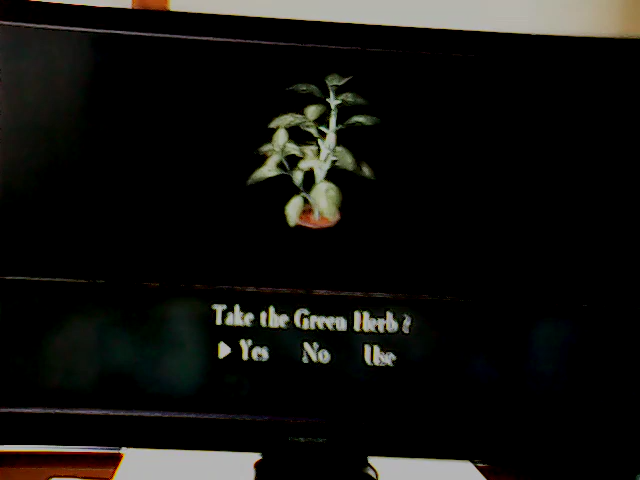 Take the Green Herb ?
Yes No Use